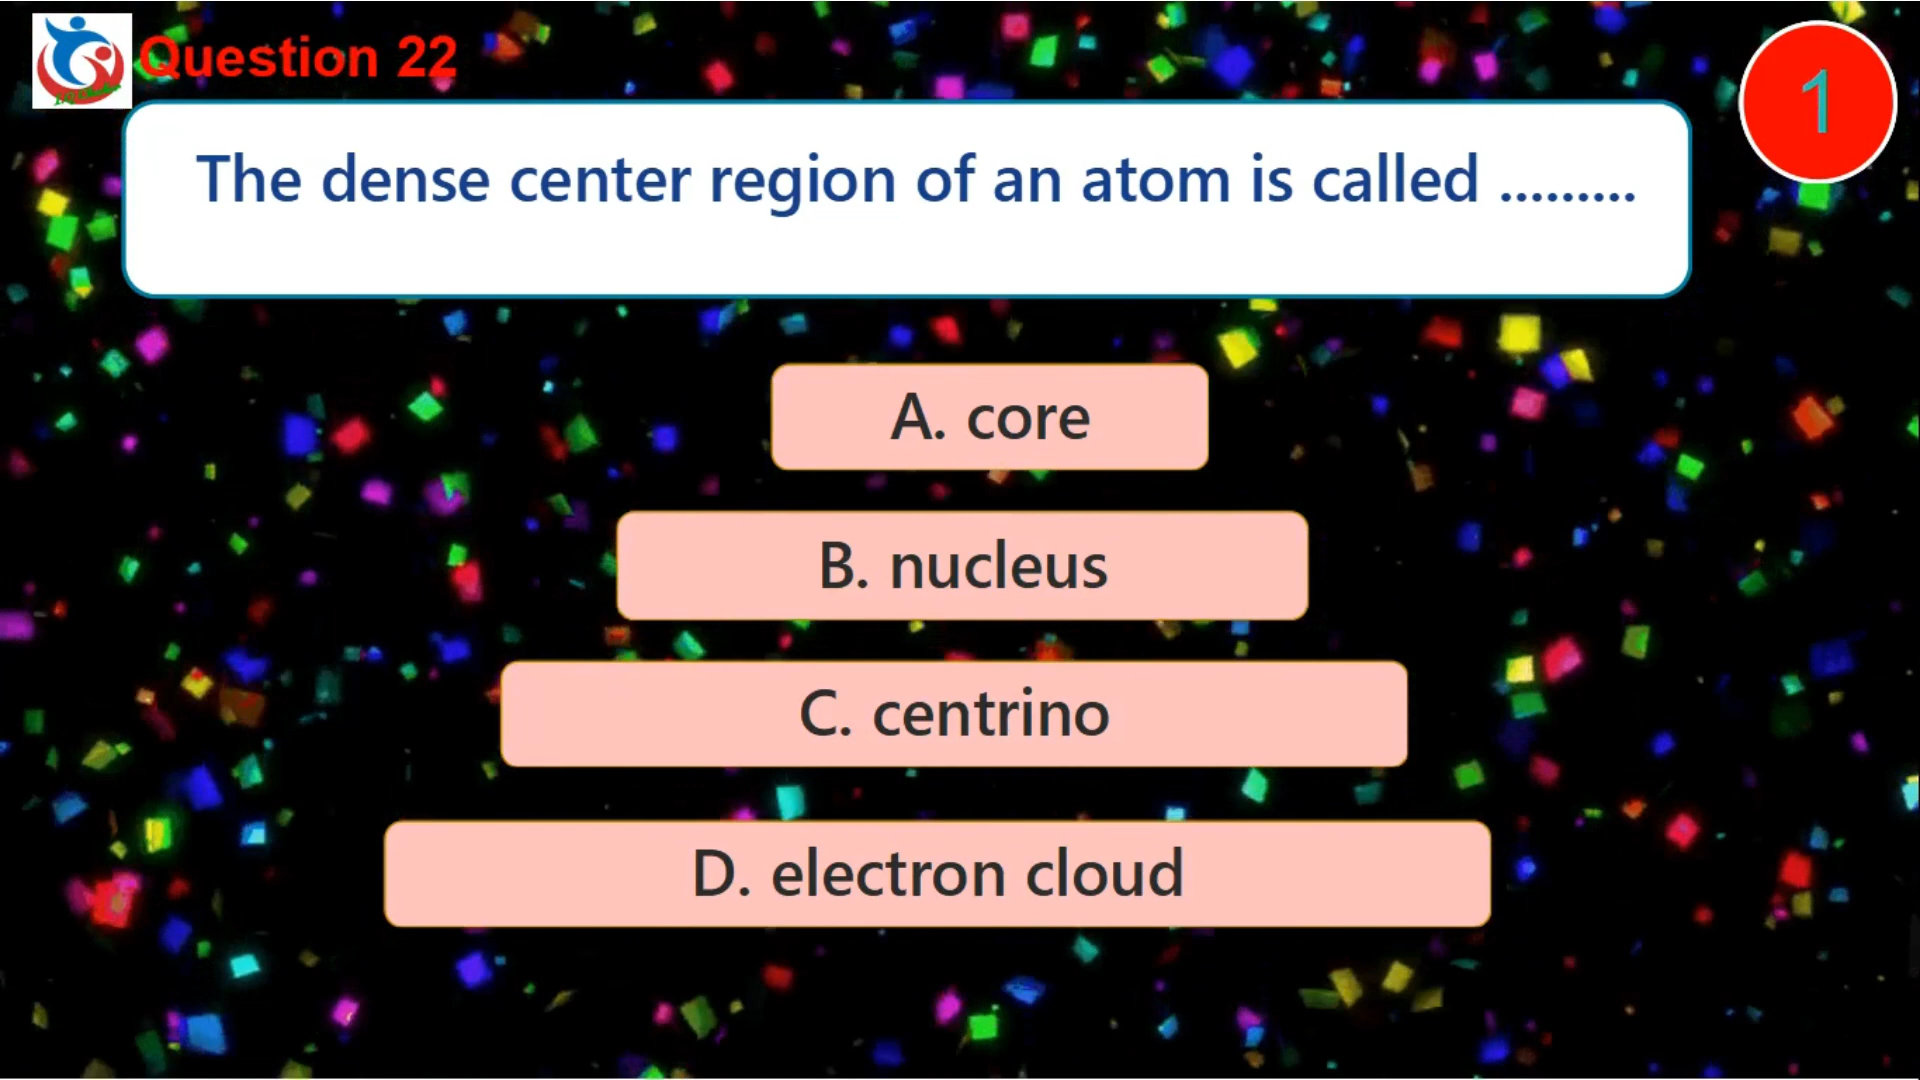 Question 22
1
The dense center region of an atom is called .........
A. core
B. nucleus
C. centrino
D. electron cloud